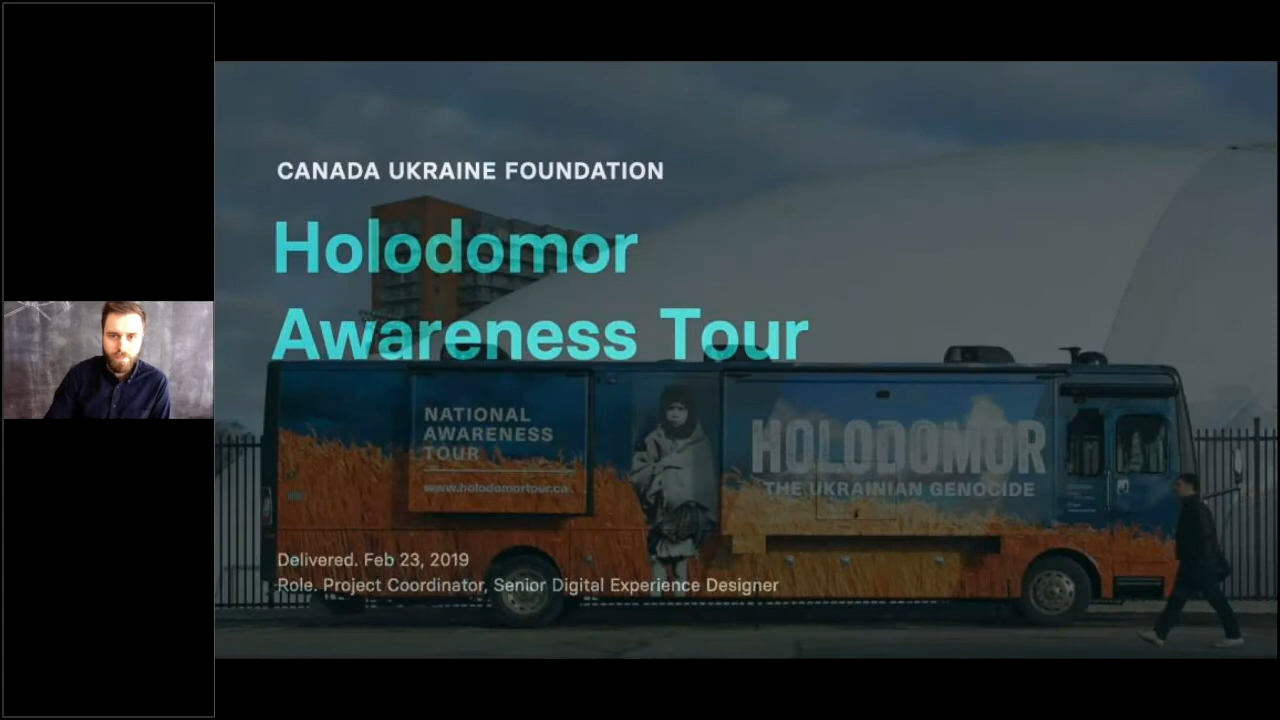 CANADA UKRAINE FOUNDATION
Holodomor
Awareness Tour
NATIONAL
AWARENESS
TOUR
www.holodomortour.ca
HOLODOMOR
THE UKRAINIAN GENOCIDE
Delivered. Feb 23, 2019
Role. Project Coordinator, Senior Digital Experience Designer